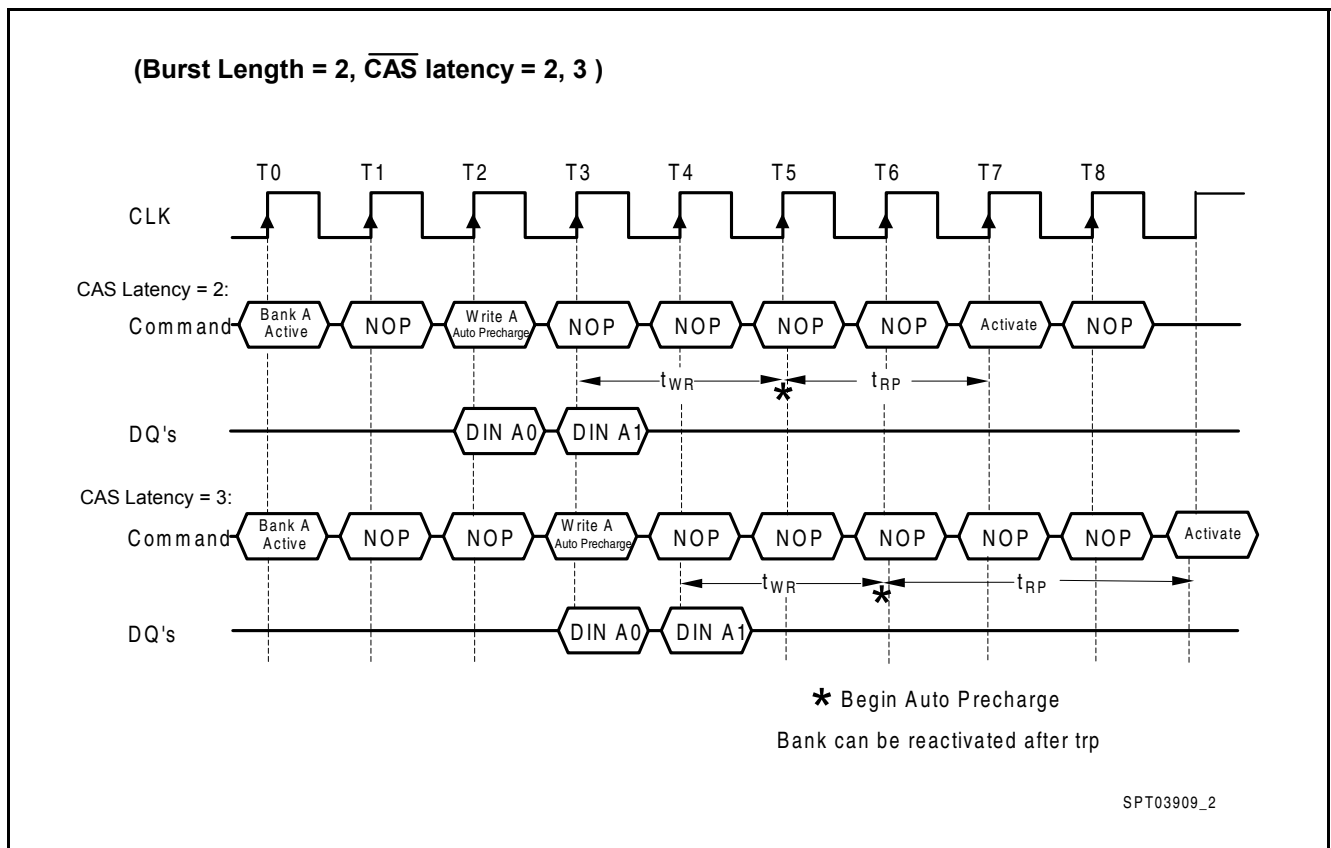 (Burst Length = 2, CAS latency = 2, 3 )
T0 T1 T2 T3 T4 T5 T6 T7 T8
CLK
CAS Latency = 2:
Command
Bank A
Active
NOP
Write A
Auto Precharge
NOP
NOP
NOP
NOP
Activate
NOP
tWR
*
tRP
DQ's
DIN A0
DIN A1
CAS Latency = 3:
Command
Bank A
Active
NOP
NOP
Write A
Auto Precharge
NOP
NOP
NOP
NOP
NOP
Activate
tWR
*
tRP
DQ's
DIN A0
DIN A1
* Begin Auto Precharge
Bank can be reactivated after trp
SPT03909_2